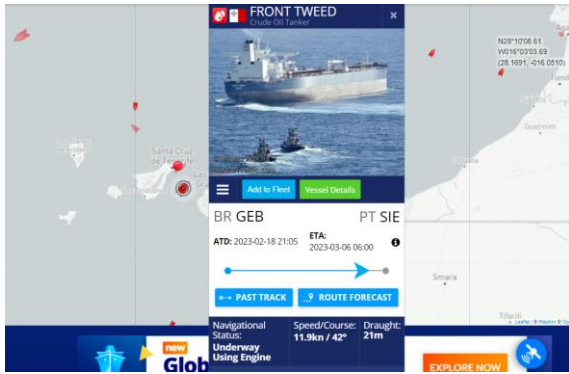 FRONT TWEED
Crude Oil Tanker
×
N28°10'08.61
W016°03'03.69
(28.1691, -016.0510)
Guelmim
Santa Cruz
de Tenerife
Add to Fleet
Vessel Details
BR GEB
PT SIE
ATD: 2023-02-18 21:05
ETA:
2023-03-06 06:00
Smara
PAST TRACK
ROUTE FORECAST
Navigational
Status:
Underway
Using Engine
Speed/Course:
11.9kn / 42°
Draught:
21m
new
Glob
EXPLORE NOW